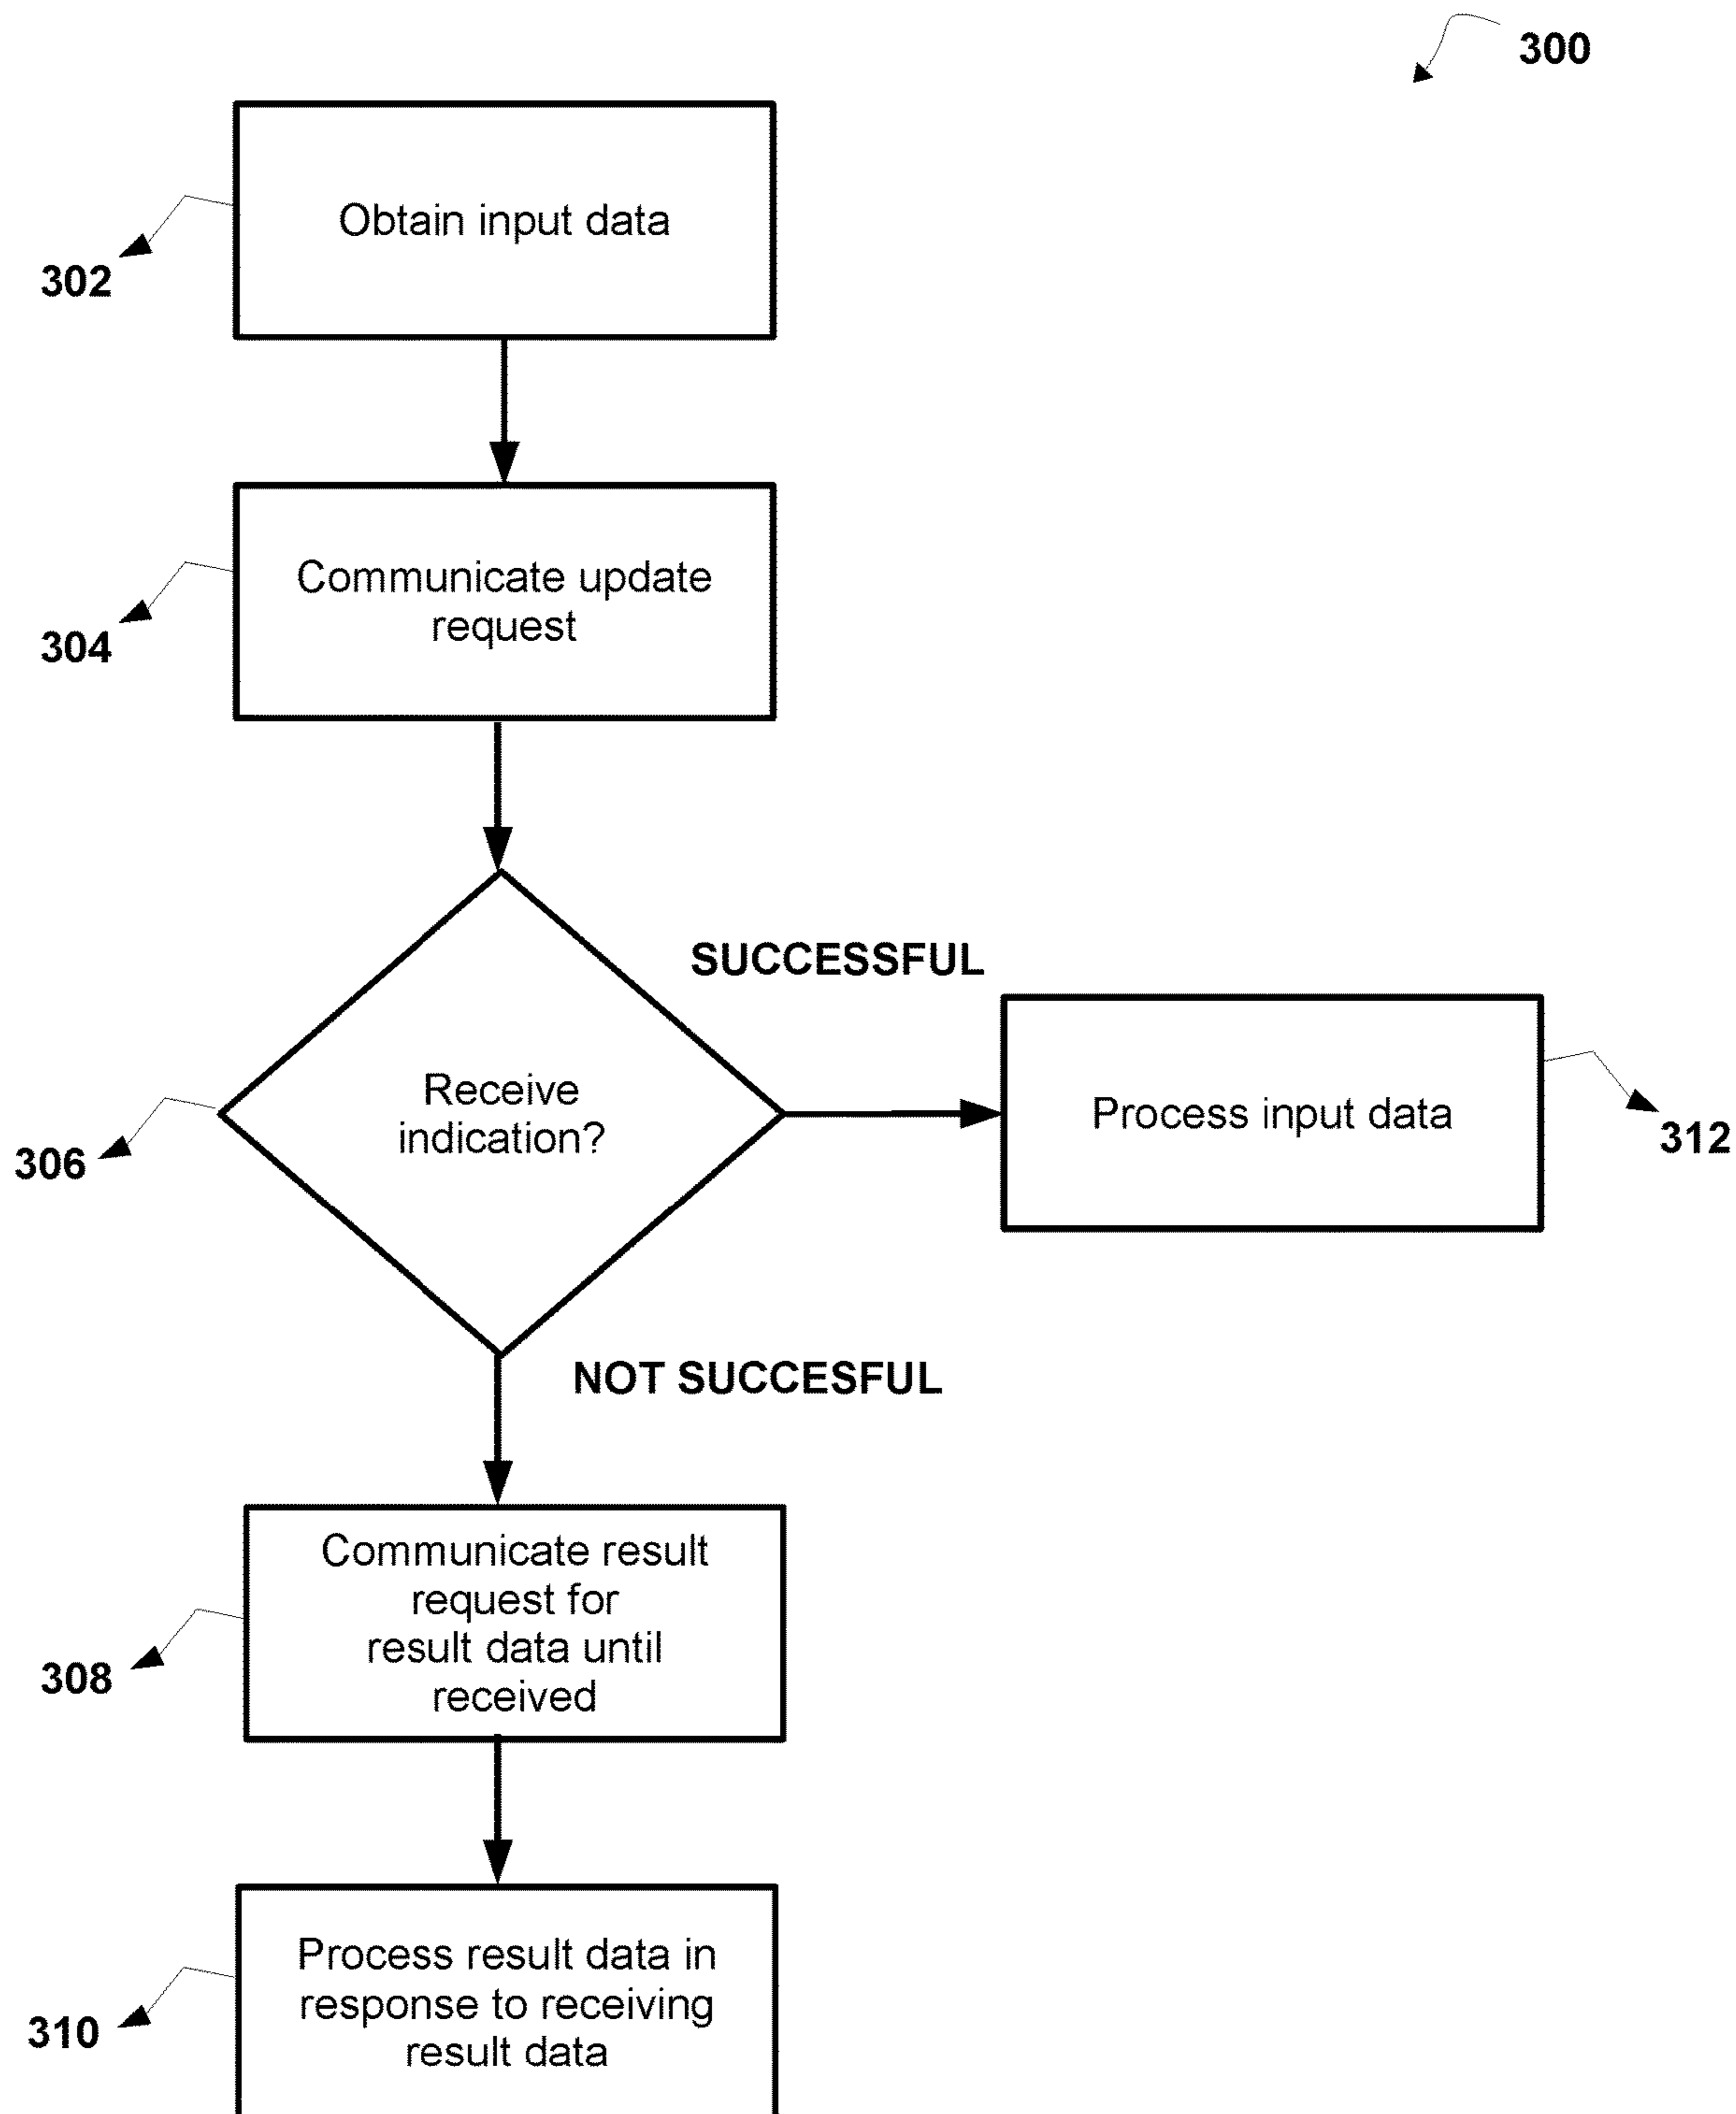 300
Obtain input data
302
Communicate update
request
304
SUCCESSFUL
Receive
indication?
306
Process input data
312
NOT SUCCESFUL
Communicate result
request for
result data until
received
308
Process result data in
response to receiving
result data
310